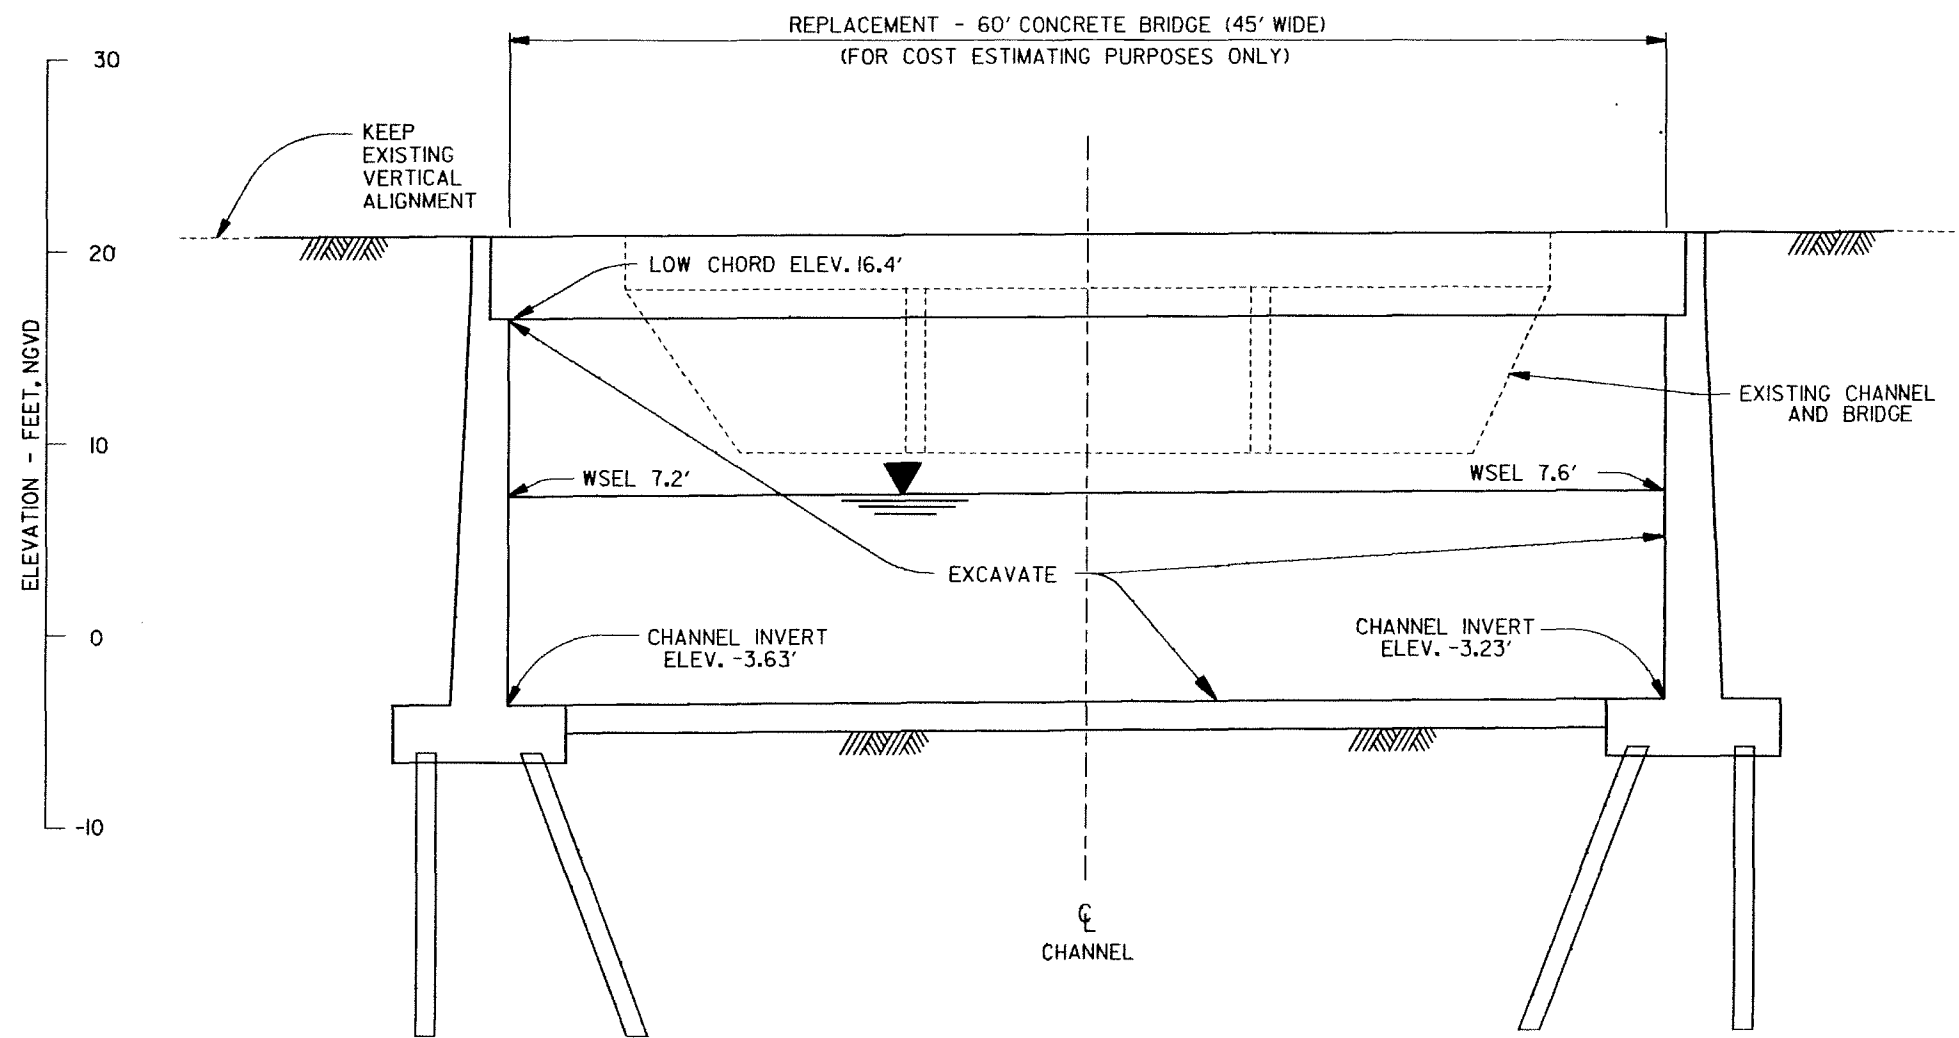 REPLACEMENT - 60' CONCRETE BRIDGE (45' WIDE)
(FOR COST ESTIMATING PURPOSES ONLY)
30
KEEP
EXISTING
VERTICAL
ALIGNMENT
20
LOW CHORD ELEV. 16.4'
ELEVATION - FEET, NGVD
EXISTING CHANNEL
AND BRIDGE
10
WSEL 7.2'
WSEL 7.6'
EXCAVATE
0
CHANNEL INVERT
ELEV. -3.63'
CHANNEL INVERT
ELEV. -3.23'
-10
℄
CHANNEL